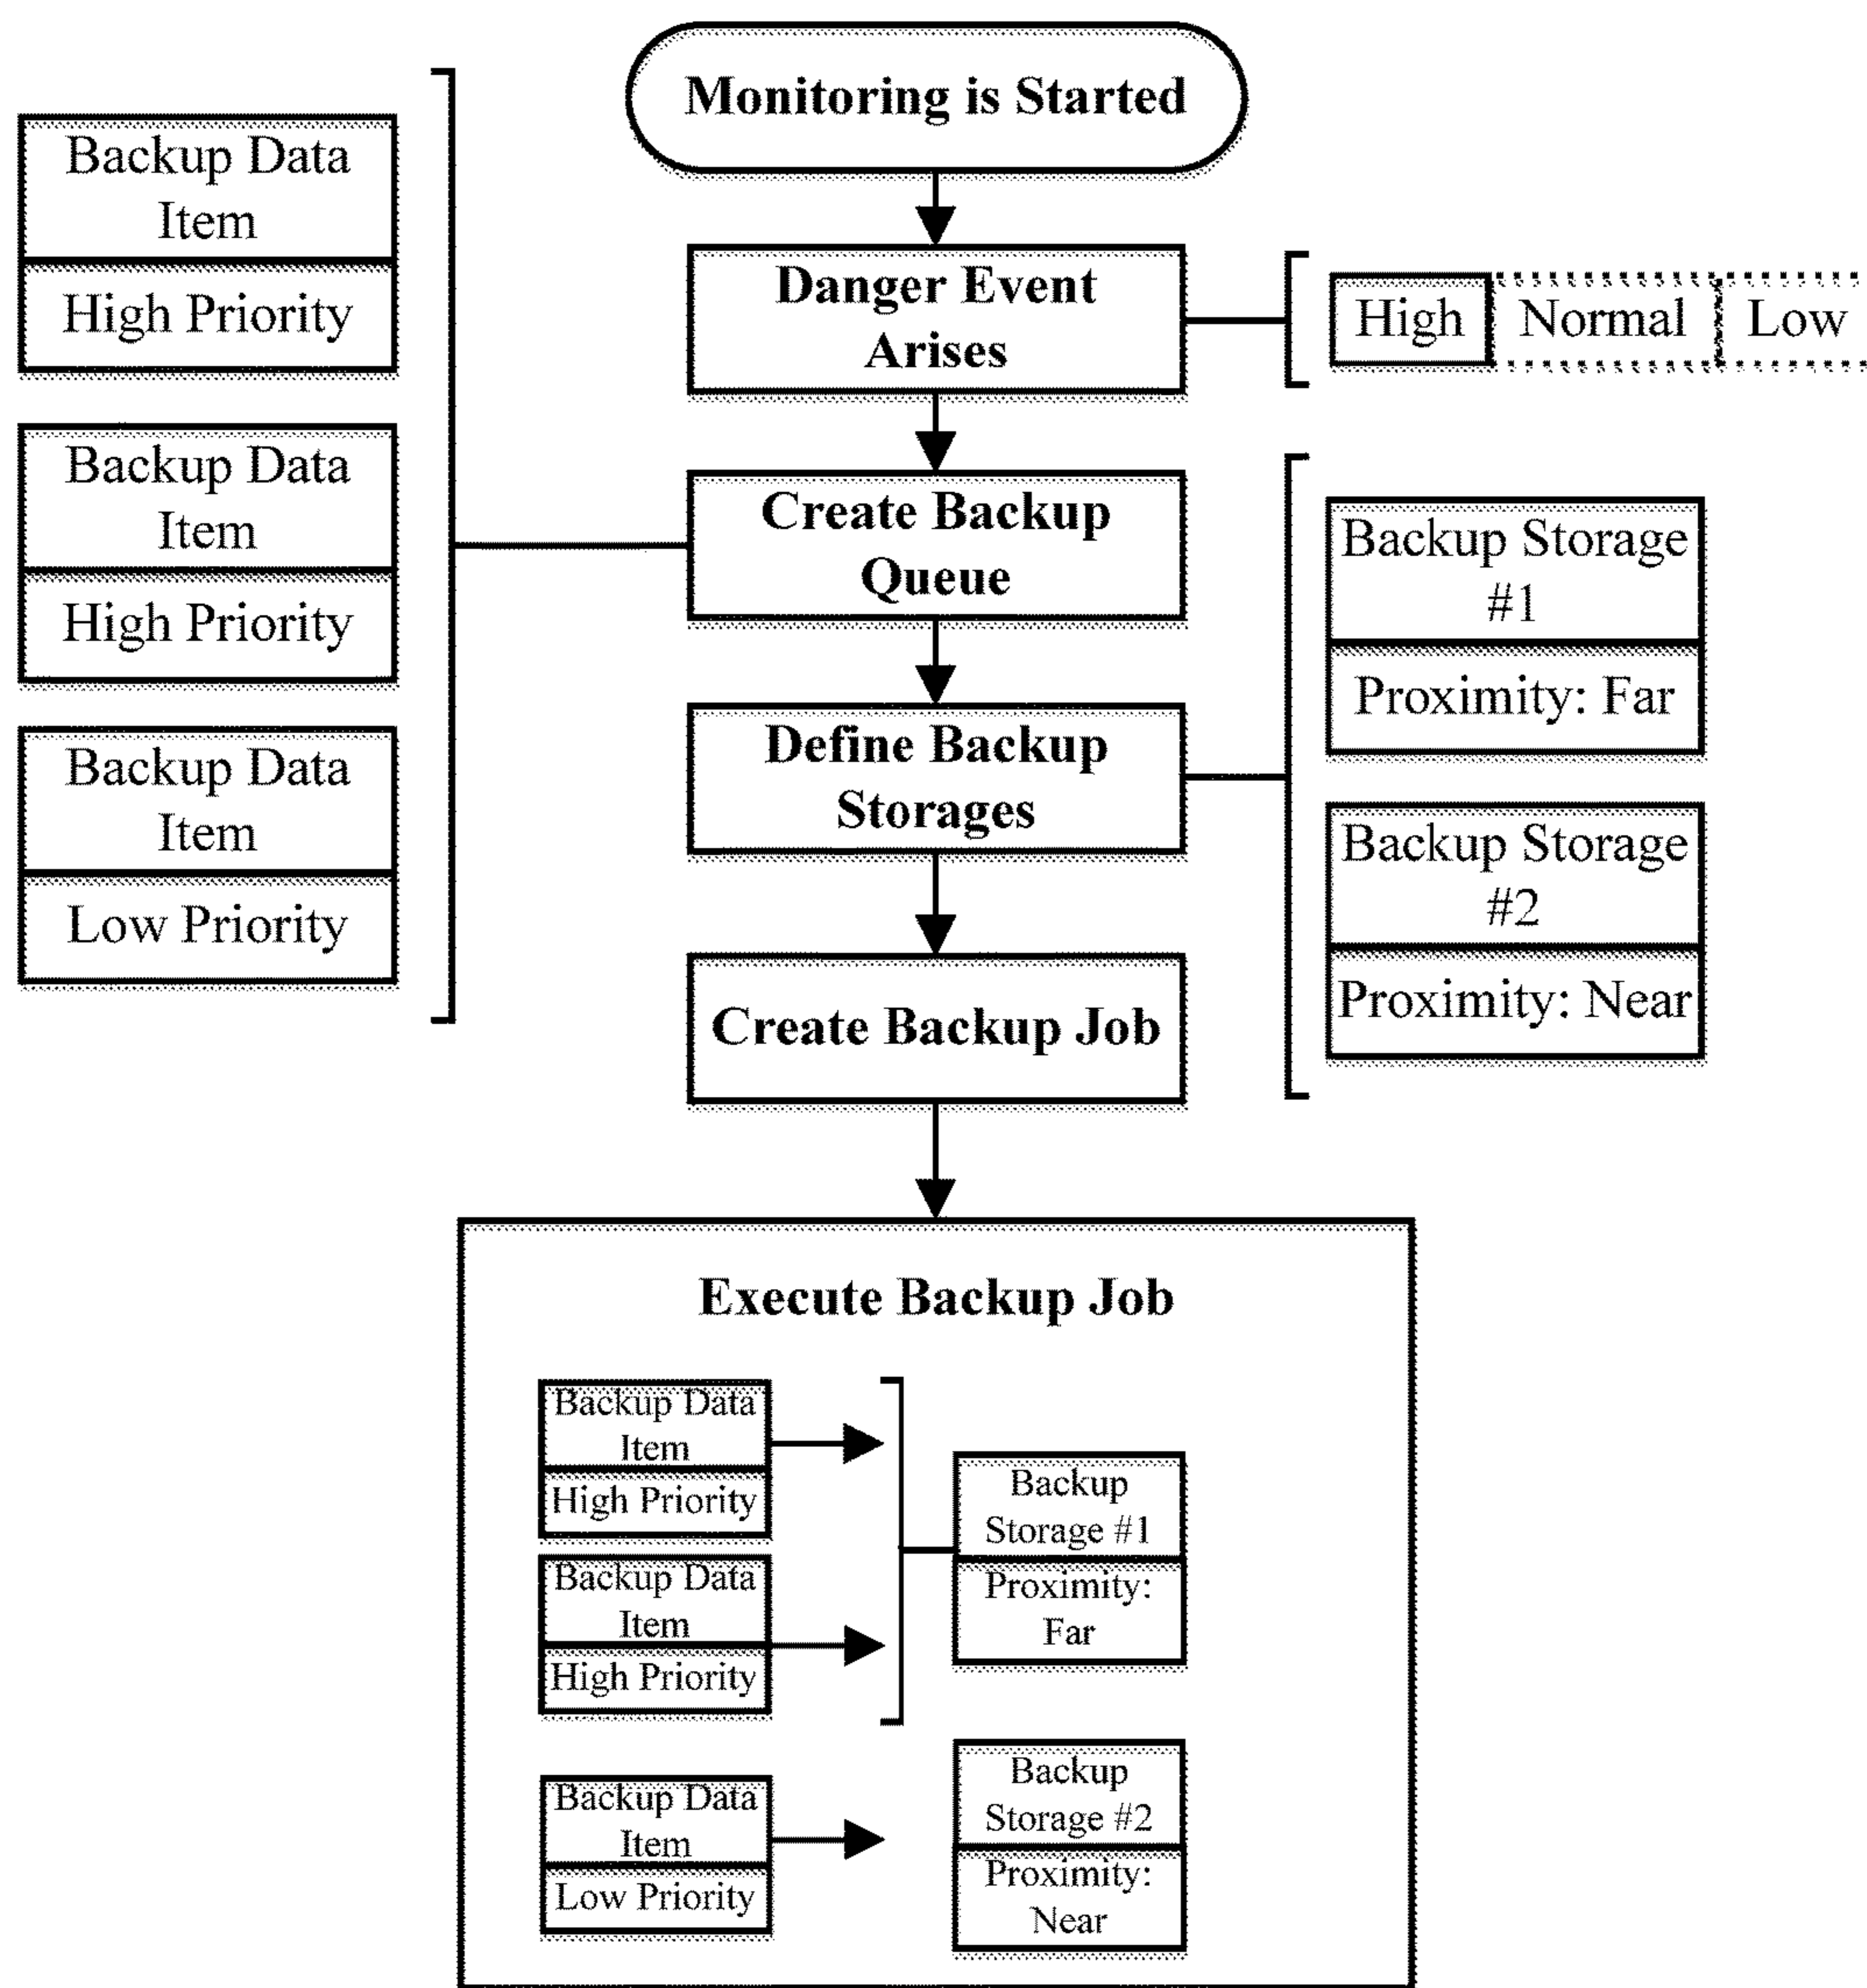 Monitoring is Started
Backup Data
Item
High Priority
Backup Data
Item
High Priority
Backup Data
Item
Low Priority
Danger Event
Arises
High
Normal
Low
Create Backup
Queue
Define Backup
Storages
Backup Storage
#1
Proximity: Far
Backup Storage
#2
Proximity: Near
Create Backup Job
Execute Backup Job
Backup Data
Item
High Priority
Backup Data
Item
High Priority
Backup
Storage #1
Proximity:
Far
Backup Data
Item
Low Priority
Backup
Storage #2
Proximity:
Near